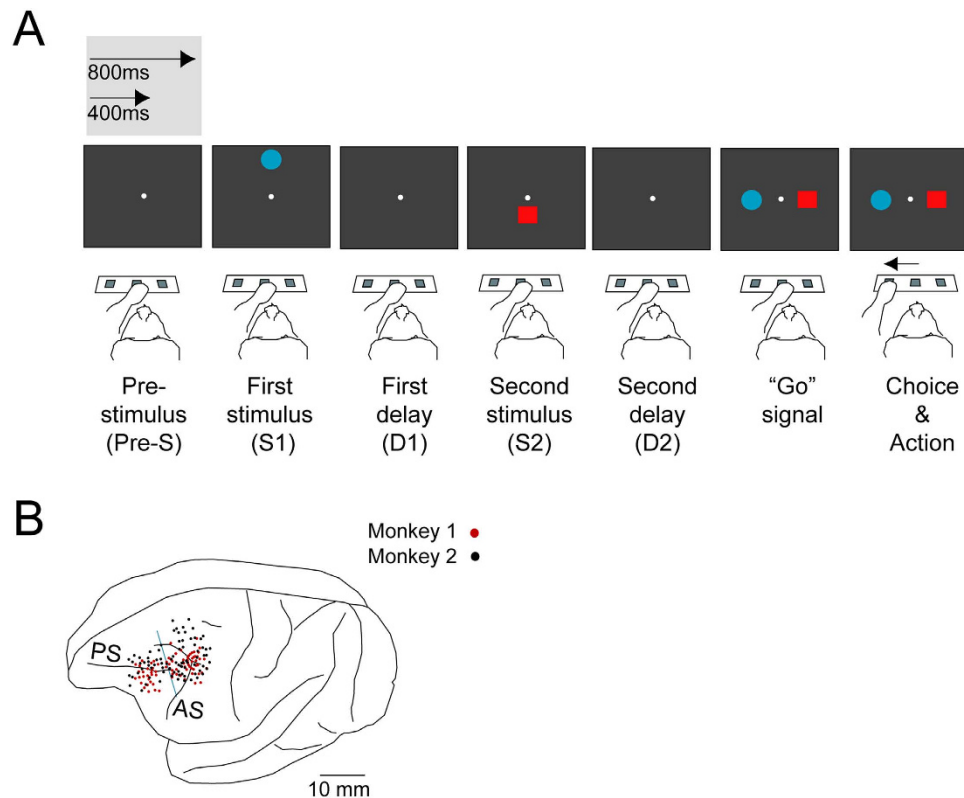 A
800ms
400ms
Pre-
stimulus
(Pre-S)
First
stimulus
(S1)
First
delay
(D1)
Second
stimulus
(S2)
Second
delay
(D2)
“Go”
signal
Choice
&
Action
B
Monkey 1
Monkey 2
PS
AS
10 mm